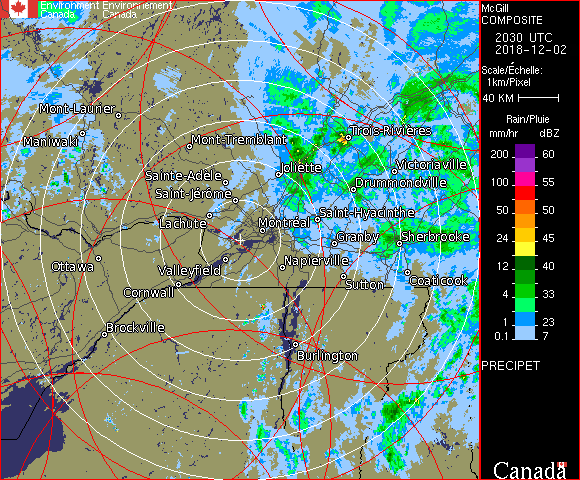 Environment Environnement
Canada Canada
McGill
COMPOSITE
2030 UTC
2018-12-02
Scale/Échelle:
1km/Pixel
40 KM
Rain/Pluie
mm/hr dBZ
200 60
100 55
50 50
24 45
12 40
4 33
1 23
0.1 7
PRECIPET
Canada
Mont-Laurier
Maniwaki
Mont-Tremblant
Trois-Rivières
Joliette
Victoriaville
Sainte-Adèle
Drummondville
Saint-Jérôme
Lachute
Saint-Hyacinthe
Montréal
Granby
Sherbrooke
Ottawa
Valleyfield
Napierville
Cornwall
Sutton
Coaticook
Brockville
Burlington